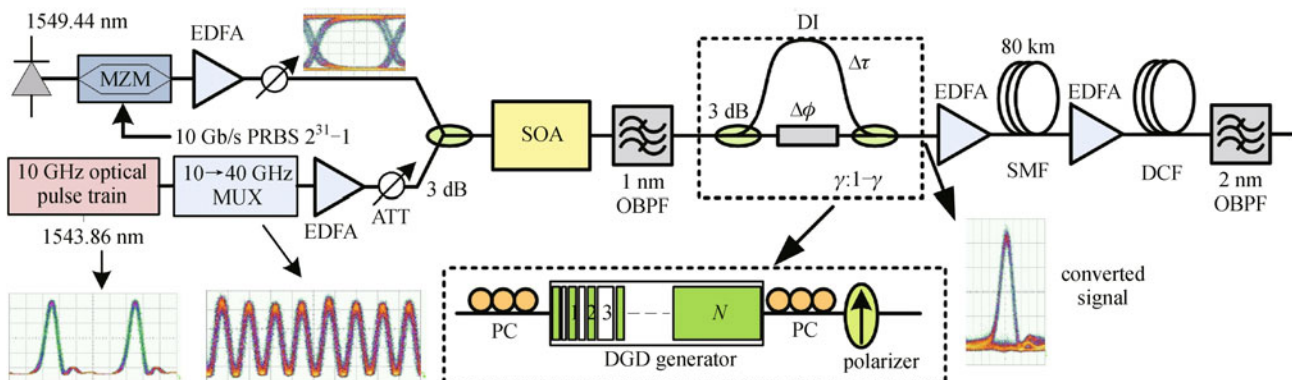 1549.44 nm
EDFA
MZM
10 Gb/s PRBS 2³¹−1
10 GHz optical
pulse train
10→40 GHz
MUX
EDFA
ATT
3 dB
1543.86 nm
SOA
1 nm
OBPF
DI
Δτ
3 dB
Δϕ
γ:1−γ
EDFA
80 km
SMF
EDFA
DCF
2 nm
OBPF
PC
1
2
3
N
DGD generator
PC
polarizer
converted
signal